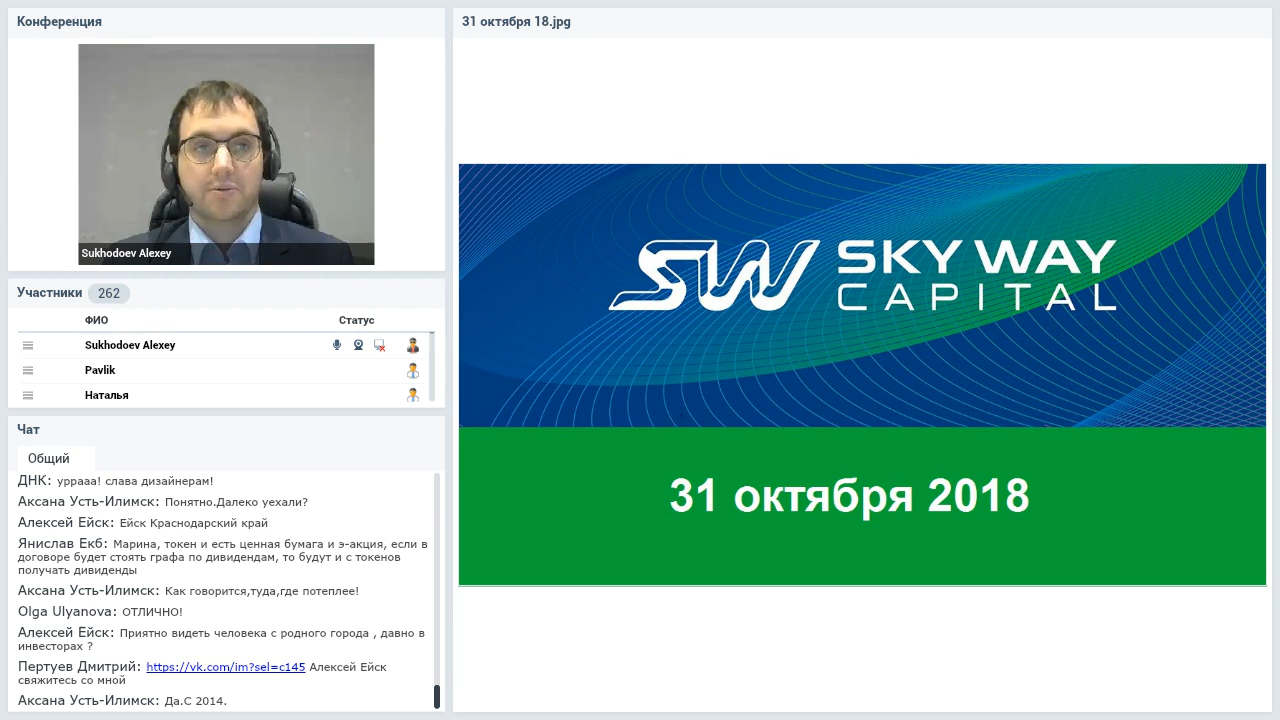 Конференция
Sukhodoev Alexey
Участники 262
ФИО Статус
Sukhodoev Alexey
Pavlik
Наталья
Чат
Общий
ДНК: уррааа! слава дизайнерам!
Аксана Усть-Илимск: Понятно.Далеко уехали?
Алексей Ейск: Ейск Краснодарский край
Янислав Екб: Марина, токен и есть ценная бумага и э-акция, если в
договоре будет стоять графа по дивидендам, то будут и с токенов
получать дивиденды
Аксана Усть-Илимск: Как говорится,туда,где потеплее!
Olga Ulyanova: ОТЛИЧНО!
Алексей Ейск: Приятно видеть человека с родного города , давно в
инвесторах ?
Пертуев Дмитрий: https://vk.com/im?sel=c145 Алексей Ейск
свяжитесь со мной
Аксана Усть-Илимск: Да.С 2014.
31 октября 18.jpg
SW SKY WAY
CAPITAL
31 октября 2018